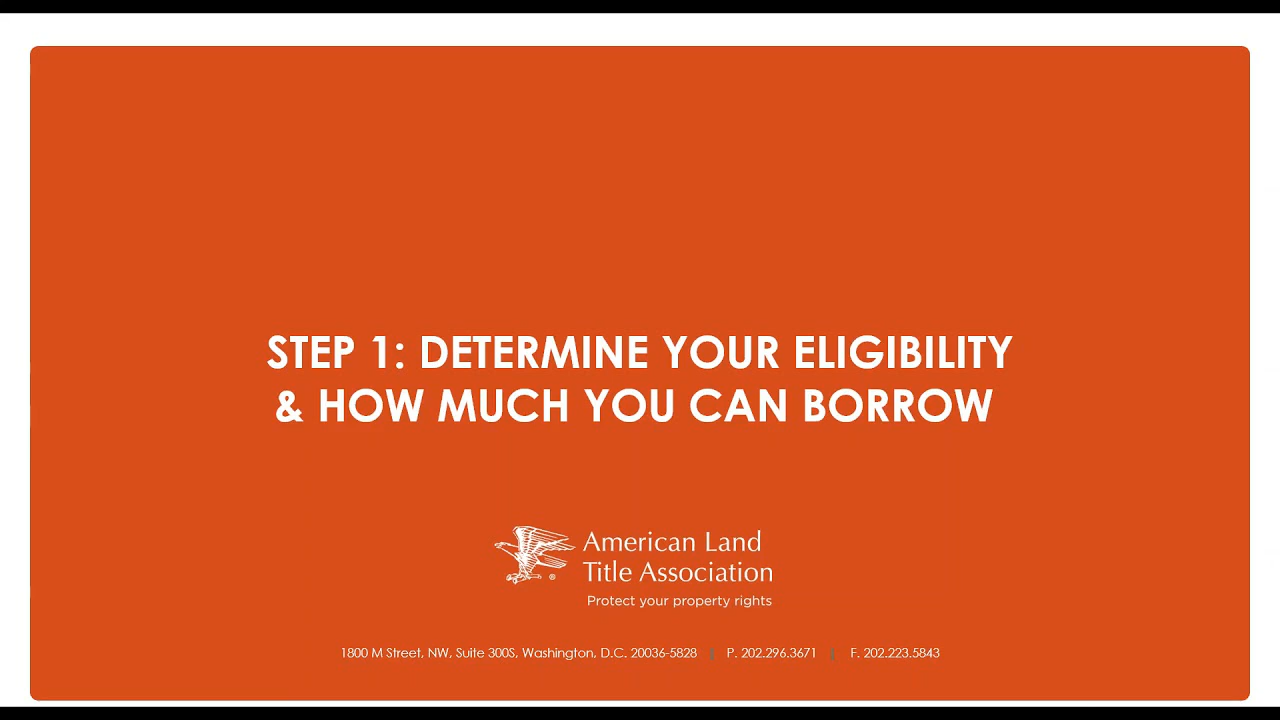 STEP 1: DETERMINE YOUR ELIGIBILITY
& HOW MUCH YOU CAN BORROW
American Land
Title Association
®
Protect your property rights
1800 M Street, NW, Suite 300S, Washington, D.C. 20036-5828 | P. 202.296.3671 | F. 202.223.5843